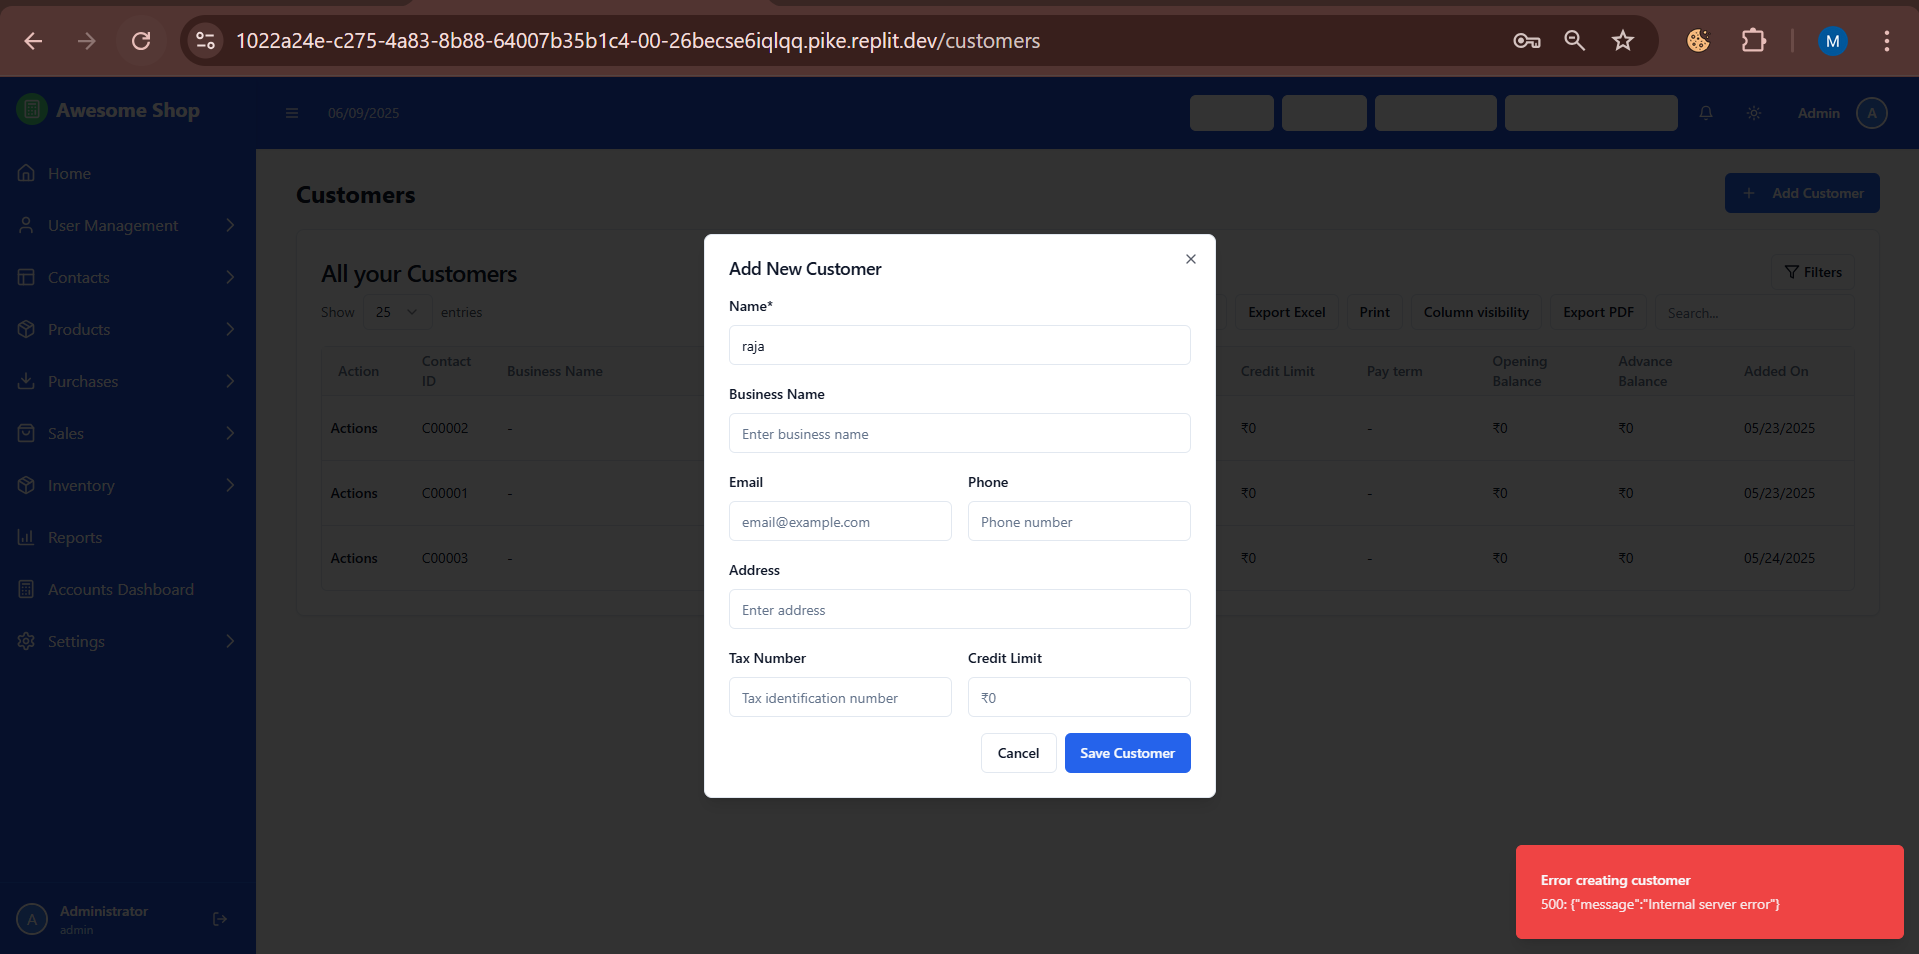 1022a24e-c275-4a83-8b88-64007b35b1c4-00-26becse6iqlqq.pike.replit.dev/customers
M
Awesome Shop
06/09/2025
Admin
A
Home
User Management
Contacts
Products
Purchases
Sales
Inventory
Reports
Accounts Dashboard
Settings
Administrator
admin
A
Customers
+ Add Customer
All your Customers
Filters
Show 25 entries
Export Excel
Print
Column visibility
Export PDF
Search...
Action
Contact ID
Business Name
Credit Limit
Pay term
Opening Balance
Advance Balance
Added On
Actions C00002 - ₹0 - ₹0 ₹0 05/23/2025
Actions C00001 - ₹0 - ₹0 ₹0 05/23/2025
Actions C00003 - ₹0 - ₹0 ₹0 05/24/2025
Add New Customer
Name*
raja
Business Name
Enter business name
Email Phone
email@example.com Phone number
Address
Enter address
Tax Number Credit Limit
Tax identification number ₹0
Cancel Save Customer
Error creating customer
500: {"message":"Internal server error"}